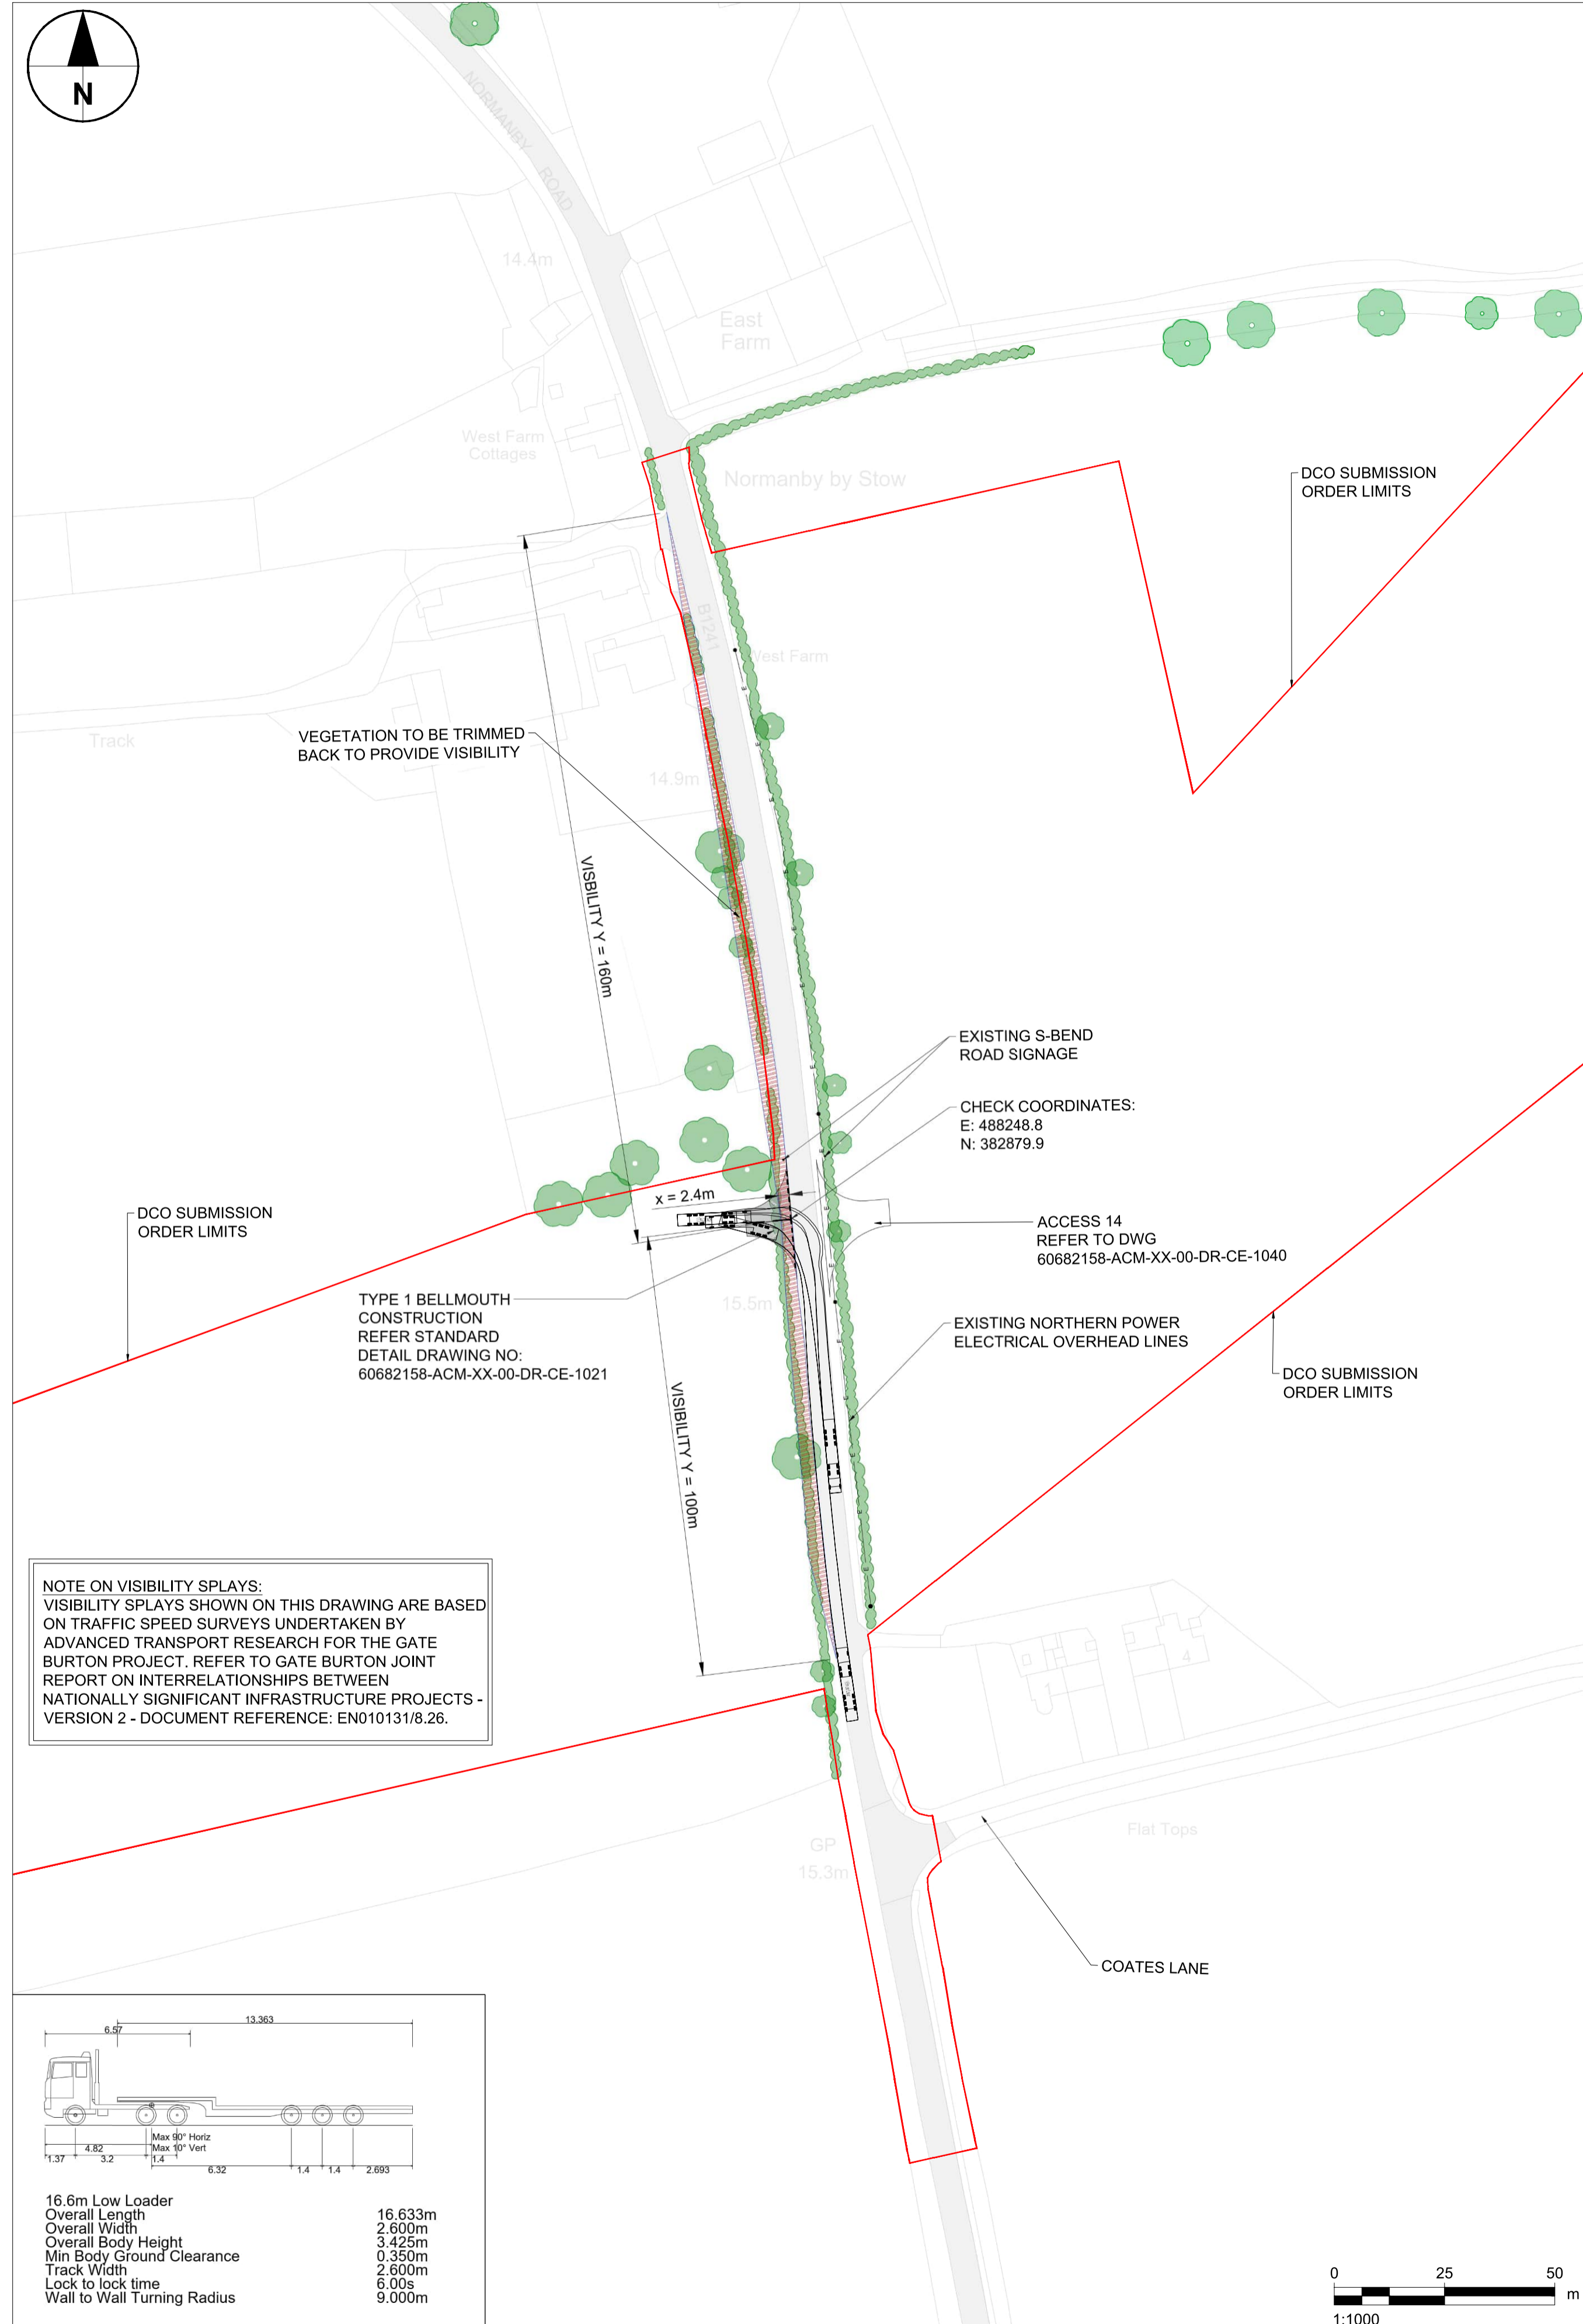 N
NORMANBY ROAD
14.4m
East
Farm
West Farm
Cottages
Normanby by Stow
DCO SUBMISSION
ORDER LIMITS
B1241
West Farm
Track
VEGETATION TO BE TRIMMED
BACK TO PROVIDE VISIBILITY
14.9m
VISBILITY Y = 160m
EXISTING S-BEND
ROAD SIGNAGE
CHECK COORDINATES:
E: 488248.8
N: 382879.9
x = 2.4m
DCO SUBMISSION
ORDER LIMITS
ACCESS 14
REFER TO DWG
60682158-ACM-XX-00-DR-CE-1040
TYPE 1 BELLMOUTH
CONSTRUCTION
REFER STANDARD
DETAIL DRAWING NO:
60682158-ACM-XX-00-DR-CE-1021
15.5m
EXISTING NORTHERN POWER
ELECTRICAL OVERHEAD LINES
DCO SUBMISSION
ORDER LIMITS
VISIBILITY Y = 100m
NOTE ON VISIBILITY SPLAYS:
VISIBILITY SPLAYS SHOWN ON THIS DRAWING ARE BASED
ON TRAFFIC SPEED SURVEYS UNDERTAKEN BY
ADVANCED TRANSPORT RESEARCH FOR THE GATE
BURTON PROJECT. REFER TO GATE BURTON JOINT
REPORT ON INTERRELATIONSHIPS BETWEEN
NATIONALLY SIGNIFICANT INFRASTRUCTURE PROJECTS -
VERSION 2 - DOCUMENT REFERENCE: EN010131/8.26.
1
4
GP
15.3m
Flat Tops
COATES LANE
13.363
6.57
Max 90° Horiz
Max 10° Vert
4.82
1.37
3.2
1.4
6.32
1.4
1.4
2.693
16.6m Low Loader
Overall Length 16.633m
Overall Width 2.600m
Overall Body Height 3.425m
Min Body Ground Clearance 0.350m
Track Width 2.600m
Lock to lock time 6.00s
Wall to Wall Turning Radius 9.000m
0 25 50
m
1:1000